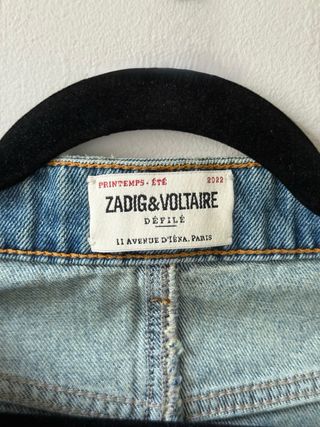 PRINTEMPS · ÉTÉ 2022
ZADIG&VOLTAIRE
DÉFILÉ
11 AVENUE D'IÉNA. PARIS